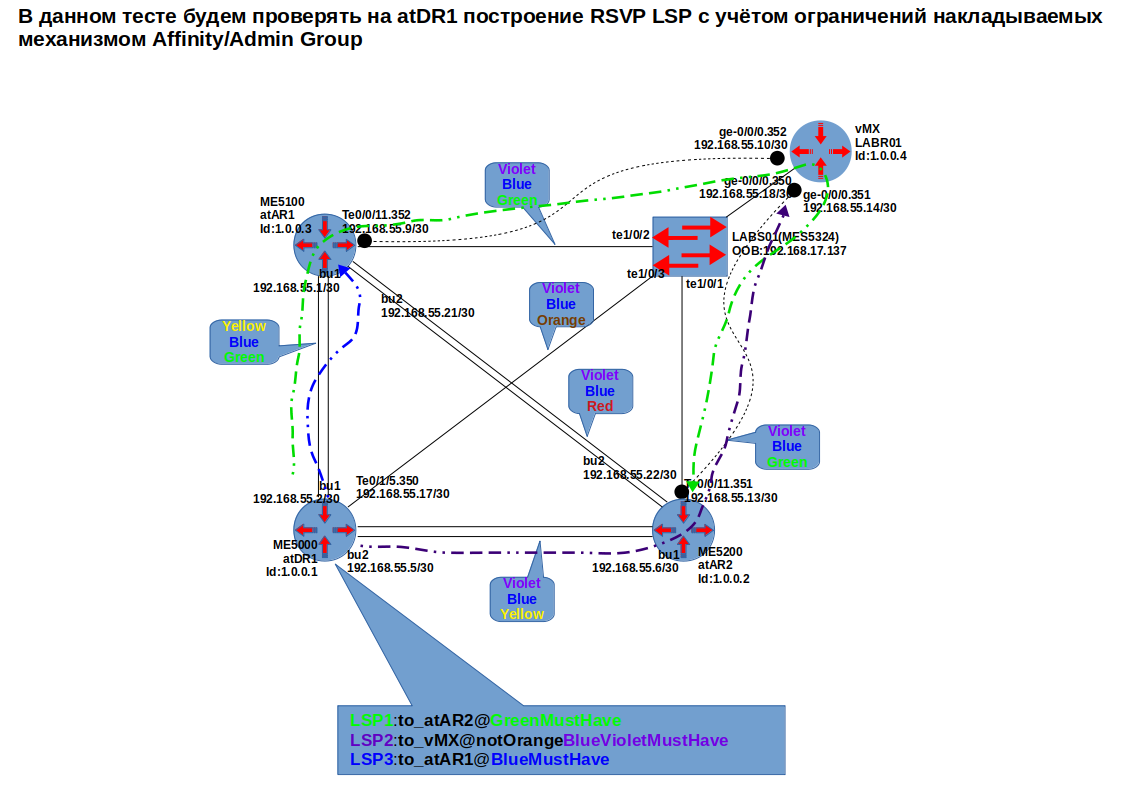 В данном тесте будем проверять на atDR1 построение RSVP LSP с учётом ограничений накладываемых
механизмом Affinity/Admin Group
ge-0/0/0.352
192.168.55.10/30
vMX
LABR01
Id:1.0.0.4
Violet
Blue
Green
ge-0/0/0.350
192.168.55.18/30
ge-0/0/0.351
192.168.55.14/30
ME5100
atAR1
Id:1.0.0.3
Te0/0/11.352
192.168.55.9/30
te1/0/2
LABS01(MES5324)
OOB:192.168.17.137
te1/0/3
te1/0/1
bu1
192.168.55.1/30
bu2
192.168.55.21/30
Violet
Blue
Orange
Yellow
Blue
Green
Violet
Blue
Red
Violet
Blue
Green
bu2
192.168.55.22/30
Te0/1/5.350
192.168.55.17/30
bu1
192.168.55.2/30
Te0/0/11.351
192.168.55.13/30
ME5000
atDR1
Id:1.0.0.1
bu2
192.168.55.5/30
bu1
192.168.55.6/30
ME5200
atAR2
Id:1.0.0.2
Violet
Blue
Yellow
LSP1:to_atAR2@GreenMustHave
LSP2:to_vMX@notOrangeBlueVioletMustHave
LSP3:to_atAR1@BlueMustHave